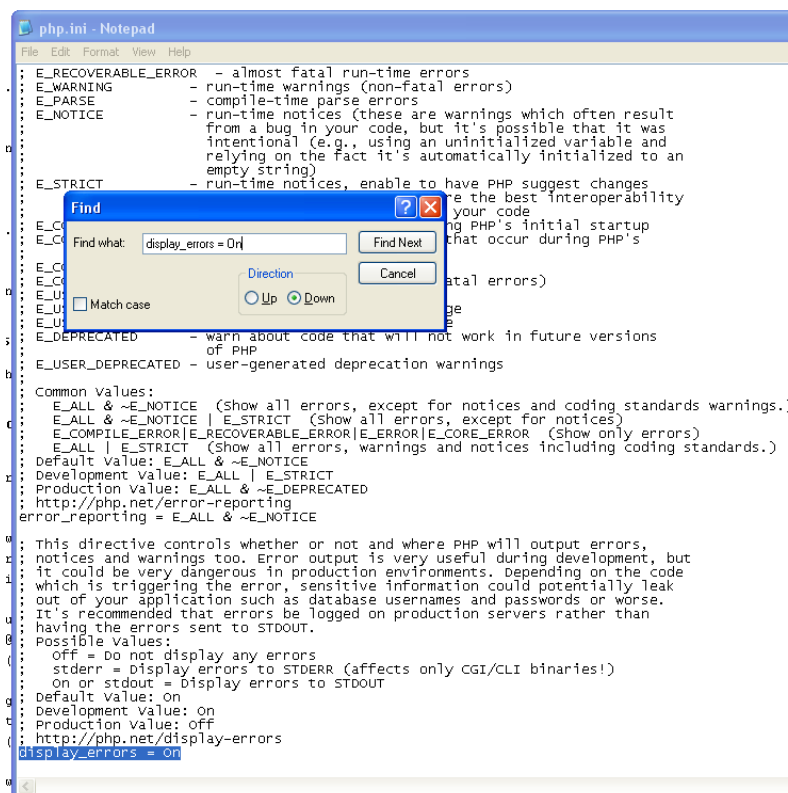 php.ini - Notepad
File Edit Format View Help
; E_RECOVERABLE_ERROR - almost fatal run-time errors
; E_WARNING - run-time warnings (non-fatal errors)
; E_PARSE - compile-time parse errors
; E_NOTICE - run-time notices (these are warnings which often result
; from a bug in your code, but it's possible that it was
; intentional (e.g., using an uninitialized variable and
; relying on the fact it's automatically initialized to an
; empty string)
; E_STRICT - run-time notices, enable to have PHP suggest changes
; re the best interoperability
; your code
; E_CO ng PHP's initial startup
; E_CO that occur during PHP's
;
; E_CO
; E_CO atal errors)
; E_US
; E_US ge
; E_US e
; E_DEPRECATED - warn about code that will not work in future versions
; of PHP
; E_USER_DEPRECATED - user-generated deprecation warnings
;
; Common Values:
; E_ALL & ~E_NOTICE (Show all errors, except for notices and coding standards warnings.)
; E_ALL & ~E_NOTICE | E_STRICT (Show all errors, except for notices)
; E_COMPILE_ERROR|E_RECOVERABLE_ERROR|E_ERROR|E_CORE_ERROR (Show only errors)
; E_ALL | E_STRICT (Show all errors, warnings and notices including coding standards.)
; Default Value: E_ALL & ~E_NOTICE
; Development Value: E_ALL | E_STRICT
; Production Value: E_ALL & ~E_DEPRECATED
; http://php.net/error-reporting
error_reporting = E_ALL & ~E_NOTICE
; This directive controls whether or not and where PHP will output errors,
; notices and warnings too. Error output is very useful during development, but
; it could be very dangerous in production environments. Depending on the code
; which is triggering the error, sensitive information could potentially leak
; out of your application such as database usernames and passwords or worse.
; It's recommended that errors be logged on production servers rather than
; having the errors sent to STDOUT.
; Possible Values:
; Off = Do not display any errors
; stderr = Display errors to STDERR (affects only CGI/CLI binaries!)
; On or stdout = Display errors to STDOUT
; Default Value: On
; Development Value: On
; Production Value: Off
; http://php.net/display-errors
display_errors = On
Find
Find what: display_errors = On Find Next
Direction Cancel
Match case Up Down